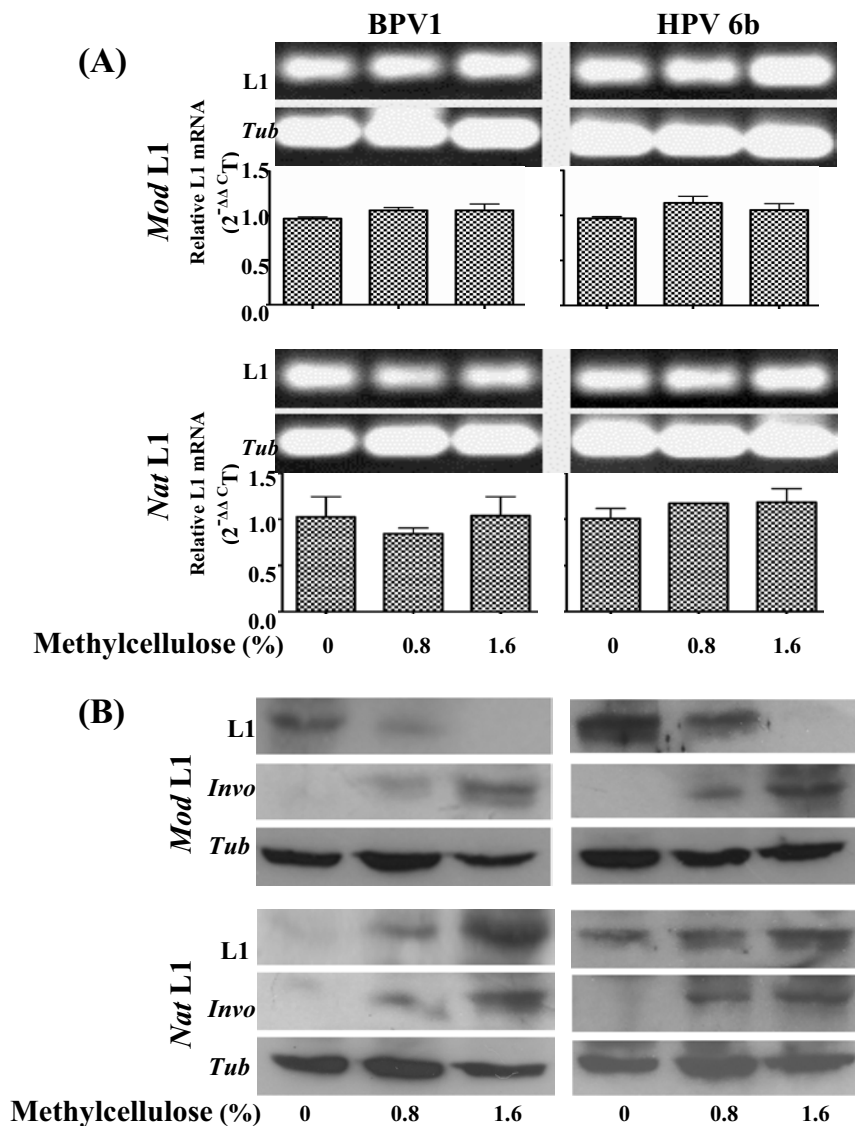 BPV1 HPV 6b
(A)
L1
Tub
Mod L1
Relative L1 mRNA
(2^-ΔΔCT)
1.5
1.0
0.5
0.0
L1
Tub
Nat L1
Relative L1 mRNA
(2^-ΔΔCT)
1.5
1.0
0.5
0.0
Methylcellulose (%) 0 0.8 1.6 0 0.8 1.6
(B)
Mod L1
L1
Invo
Tub
Nat L1
L1
Invo
Tub
Methylcellulose (%) 0 0.8 1.6 0 0.8 1.6